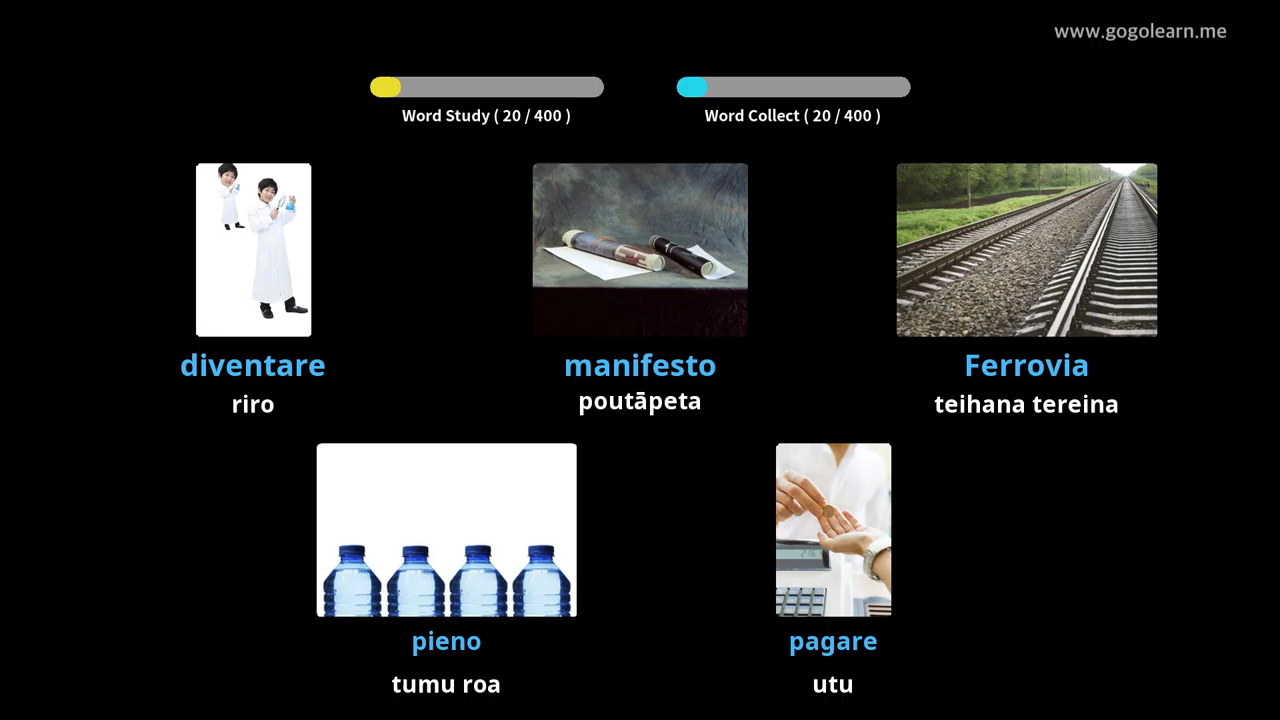 www.gogolearn.me
Word Study ( 20 / 400 )
Word Collect ( 20 / 400 )
diventare
riro
manifesto
poutāpeta
Ferrovia
teihana tereina
pieno
tumu roa
pagare
utu